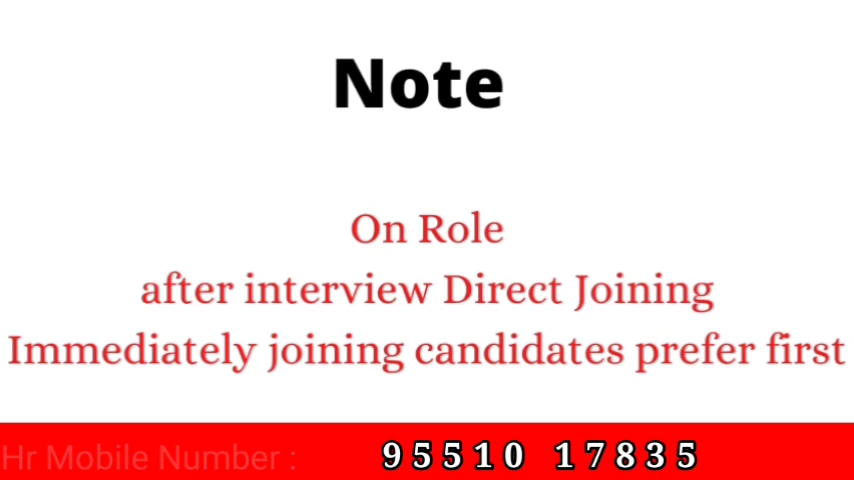 Note
On Role
after interview Direct Joining
Immediately joining candidates prefer first
Hr Mobile Number : 95510 17835